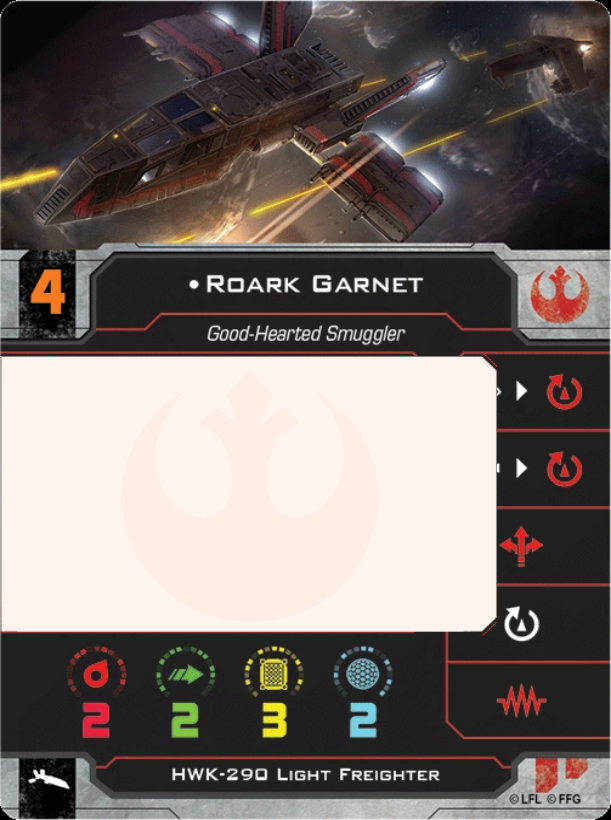 4
•Roark Garnet
Good-Hearted Smuggler
2 2 3 2
HWK-290 Light Freighter
©LFL ©FFG